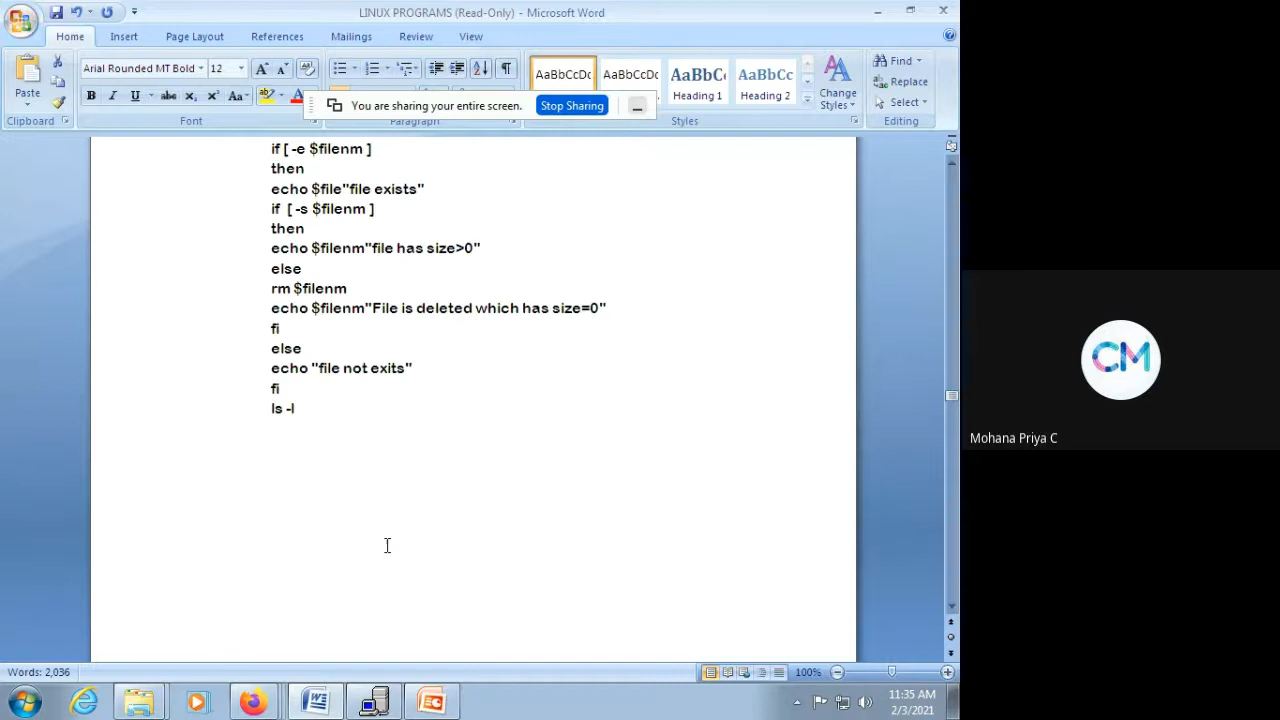 LINUX PROGRAMS (Read-Only) - Microsoft Word
Home Insert Page Layout References Mailings Review View
Arial Rounded MT Bold 12
AaBbCcDc AaBbCcDc AaBbC AaBbCc
Paste
Heading 1 Heading 2
Change Styles
Find
Replace
Select
You are sharing your entire screen. Stop Sharing
Clipboard Font Paragraph Styles Editing
if [ -e $filenm ]
then
echo $file"file exists"
if [ -s $filenm ]
then
echo $filenm"file has size>0"
else
rm $filenm
echo $filenm"File is deleted which has size=0"
fi
else
echo "file not exits"
fi
ls -l
CM
Mohana Priya C
Words: 2,036
100%
11:35 AM
2/3/2021